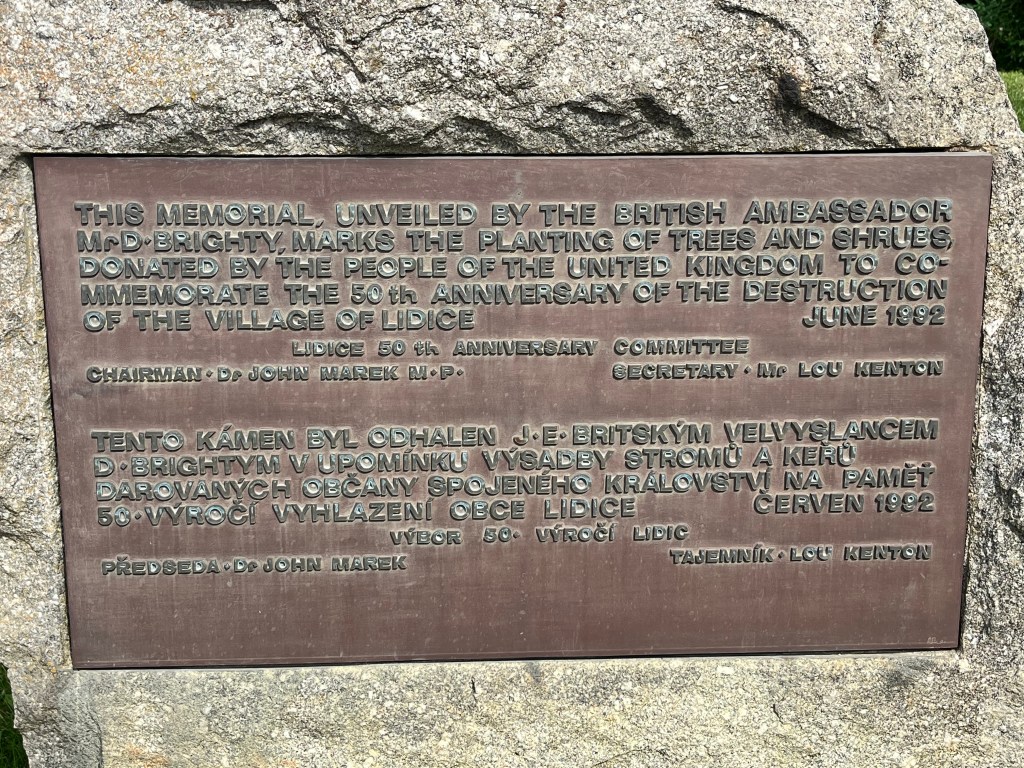 THIS MEMORIAL, UNVEILED BY THE BRITISH AMBASSADOR
Mr D·BRIGHTY, MARKS THE PLANTING OF TREES AND SHRUBS,
DONATED BY THE PEOPLE OF THE UNITED KINGDOM TO CO-
MMEMORATE THE 50th ANNIVERSARY OF THE DESTRUCTION
OF THE VILLAGE OF LIDICE JUNE 1992
LIDICE 50th ANNIVERSARY COMMITTEE
CHAIRMAN·Dr JOHN MAREK M·P· SECRETARY·Mr LOU KENTON
TENTO KÁMEN BYL ODHALEN J·E·BRITSKÝM VELVYSLANCEM
D·BRIGHTYM V UPOMÍNKU VÝSADBY STROMŮ A KEŘŮ
DAROVANÝCH OBČANY SPOJENÉHO KRÁLOVSTVÍ NA PAMĚŤ
50·VÝROČÍ VYHLAZENÍ OBCE LIDICE ČERVEN 1992
VÝBOR 50· VÝROČÍ LIDIC
PŘEDSEDA·Dr JOHN MAREK TAJEMNÍK·LOU KENTON